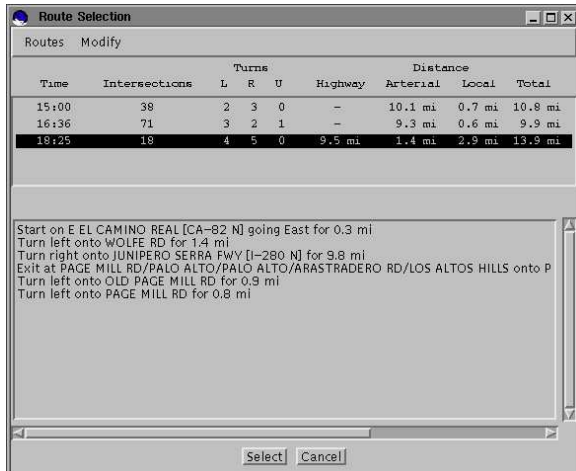 Route Selection
Routes Modify
Turns Distance
Time Intersections L R U Highway Arterial Local Total
15:00 38 2 3 0 – 10.1 mi 0.7 mi 10.8 mi
16:36 71 3 2 1 – 9.3 mi 0.6 mi 9.9 mi
18:25 18 4 5 0 9.5 mi 1.4 mi 2.9 mi 13.9 mi
Start on E EL CAMINO REAL [CA-82 N] going East for 0.3 mi
Turn left onto WOLFE RD for 1.4 mi
Turn right onto JUNIPERO SERRA FWY [I-280 N] for 9.8 mi
Exit at PAGE MILL RD/PALO ALTO/PALO ALTO/ARASTRADERO RD/LOS ALTOS HILLS onto P
Turn left onto OLD PAGE MILL RD for 0.9 mi
Turn left onto PAGE MILL RD for 0.8 mi
Select Cancel